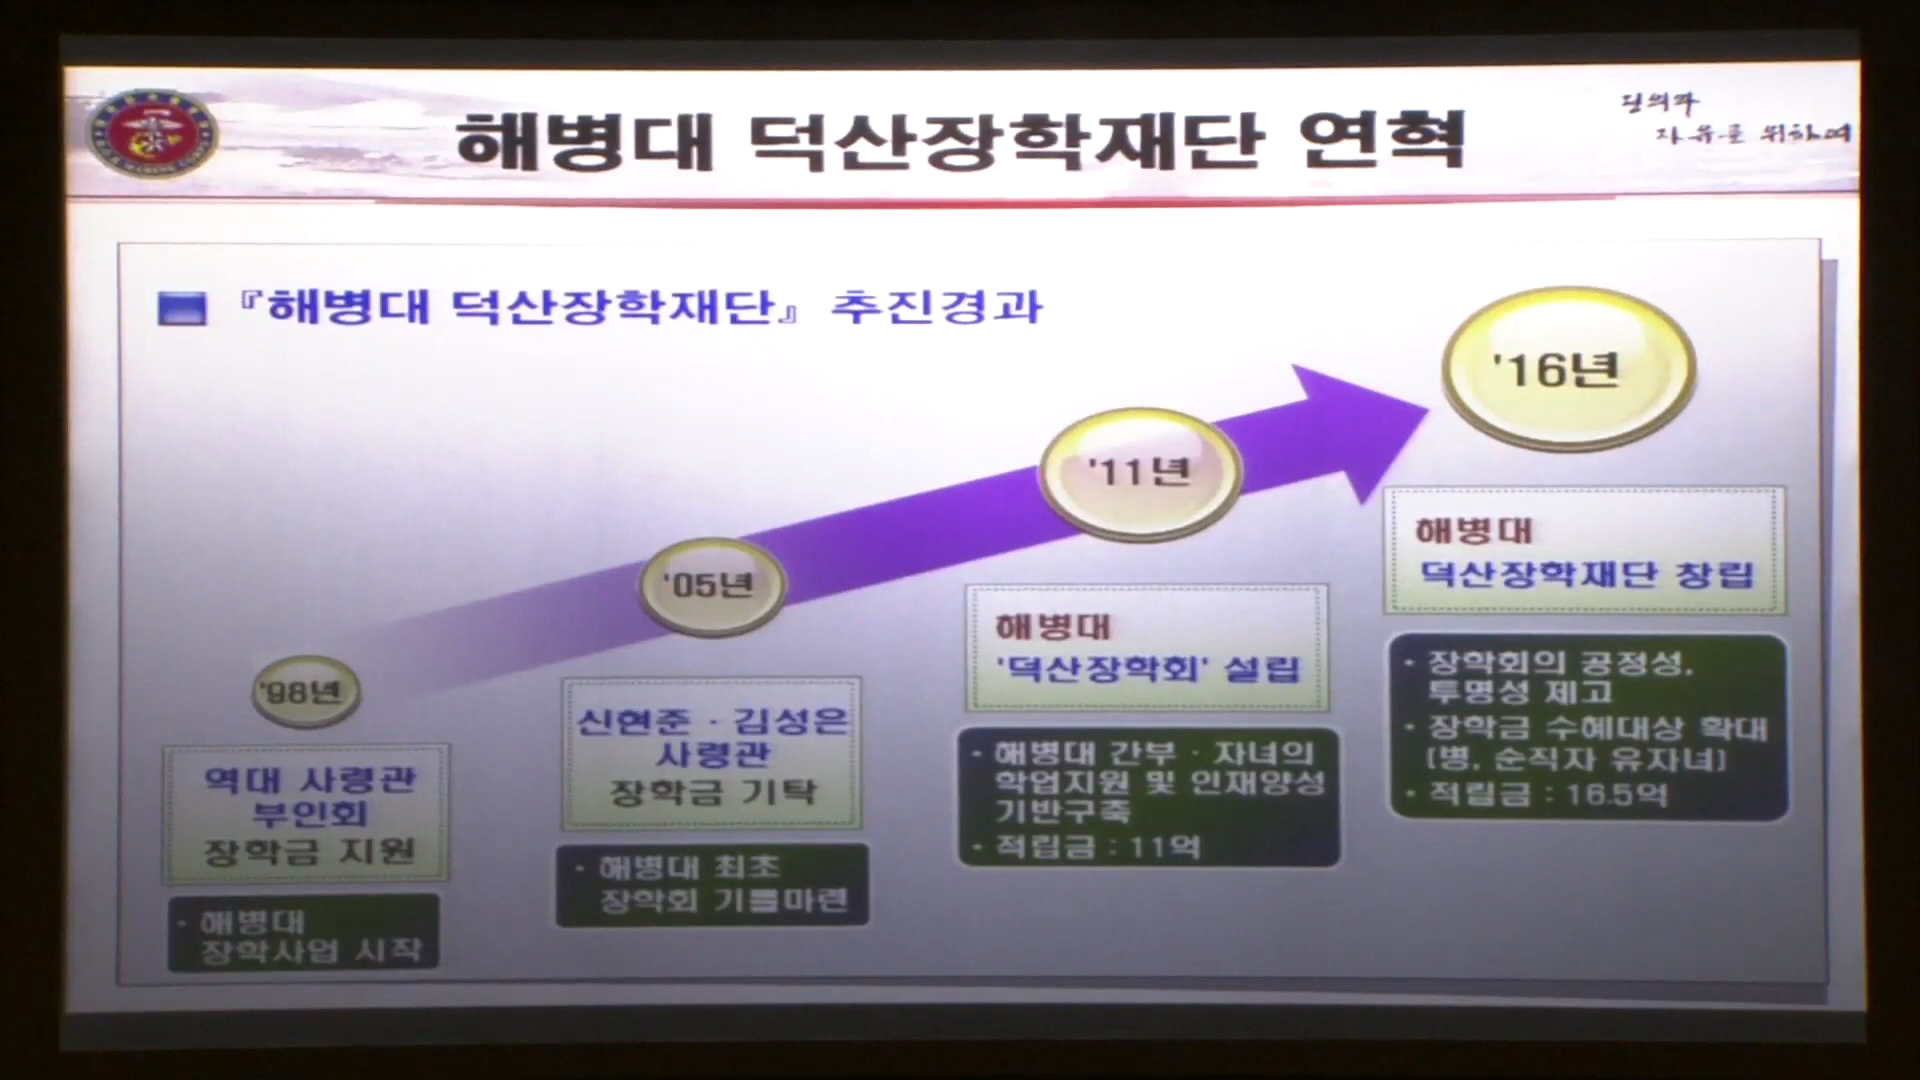 해병대 덕산장학재단 연혁
정의와
자유를 위하여
『해병대 덕산장학재단』 추진경과
'98년
역대 사령관
부인회
장학금 지원
· 해병대
장학사업 시작
'05년
신현준 · 김성은
사령관
장학금 기탁
· 해병대 최초
장학회 기틀마련
'11년
해병대
'덕산장학회' 설립
· 해병대 간부 · 자녀의
학업지원 및 인재양성
기반구축
· 적립금 : 11억
'16년
해병대
덕산장학재단 창립
· 장학회의 공정성,
투명성 제고
· 장학금 수혜대상 확대
(병, 순직자 유자녀)
· 적립금 : 16.5억